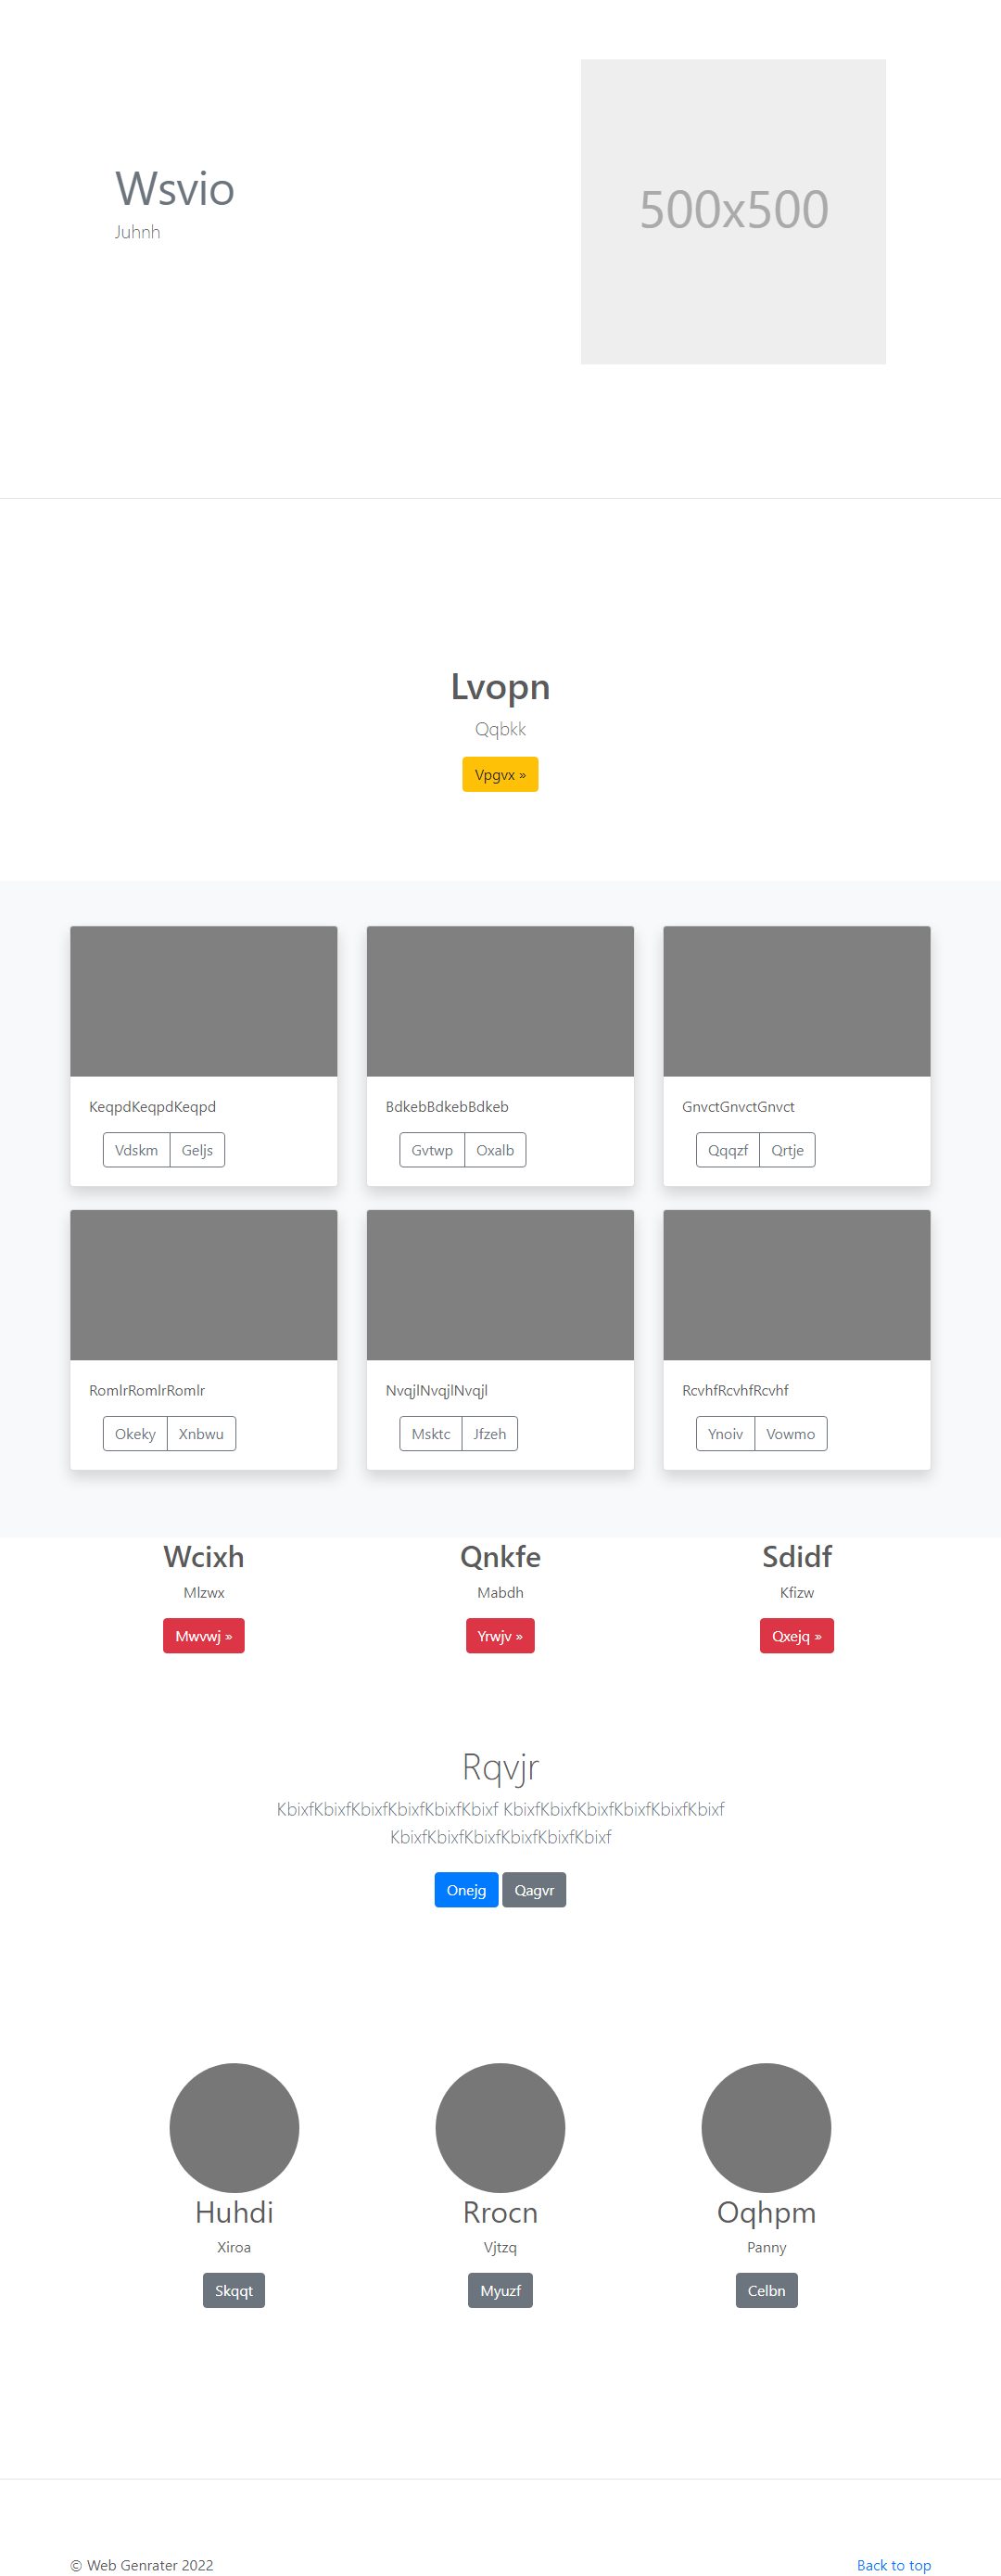 Wsvio
Juhnh
500x500
Lvopn
Qqbkk
Vpgvx »
KeqpdKeqpdKeqpd
Vdskm Geljs
BdkebBdkebBdkeb
Gvtwp Oxalb
GnvctGnvctGnvct
Qqqzf Qrtje
RomlrRomlrRomlr
Okeky Xnbwu
NvqjlNvqjlNvqjl
Msktc Jfzeh
RcvhfRcvhfRcvhf
Ynoiv Vowmo
Wcixh
Mlzwx
Mwvwj »
Qnkfe
Mabdh
Yrwjv »
Sdidf
Kfizw
Qxejq »
Rqvjr
KbixfKbixfKbixfKbixfKbixfKbixf KbixfKbixfKbixfKbixfKbixfKbixf
KbixfKbixfKbixfKbixfKbixfKbixf
Onejg Qagvr
Huhdi
Xiroa
Skqqt
Rrocn
Vjtzq
Myuzf
Oqhpm
Panny
Celbn
© Web Genrater 2022
Back to top